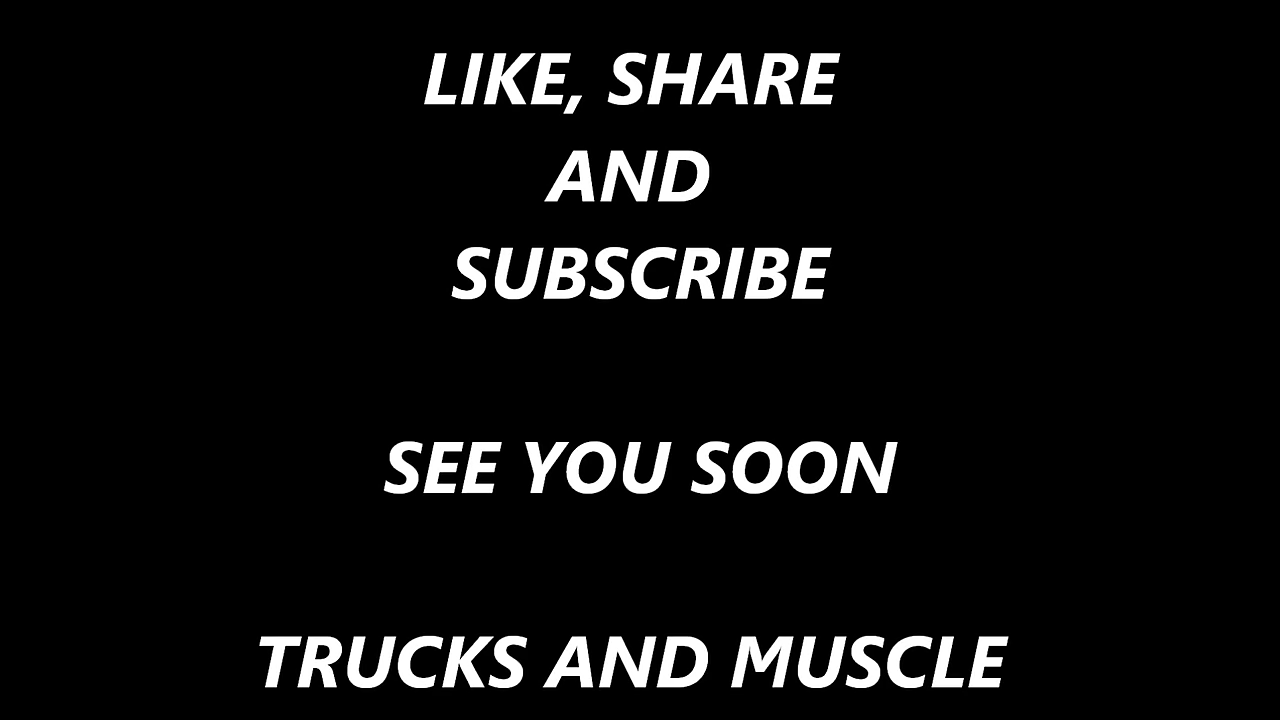 LIKE, SHARE
AND
SUBSCRIBE
SEE YOU SOON
TRUCKS AND MUSCLE